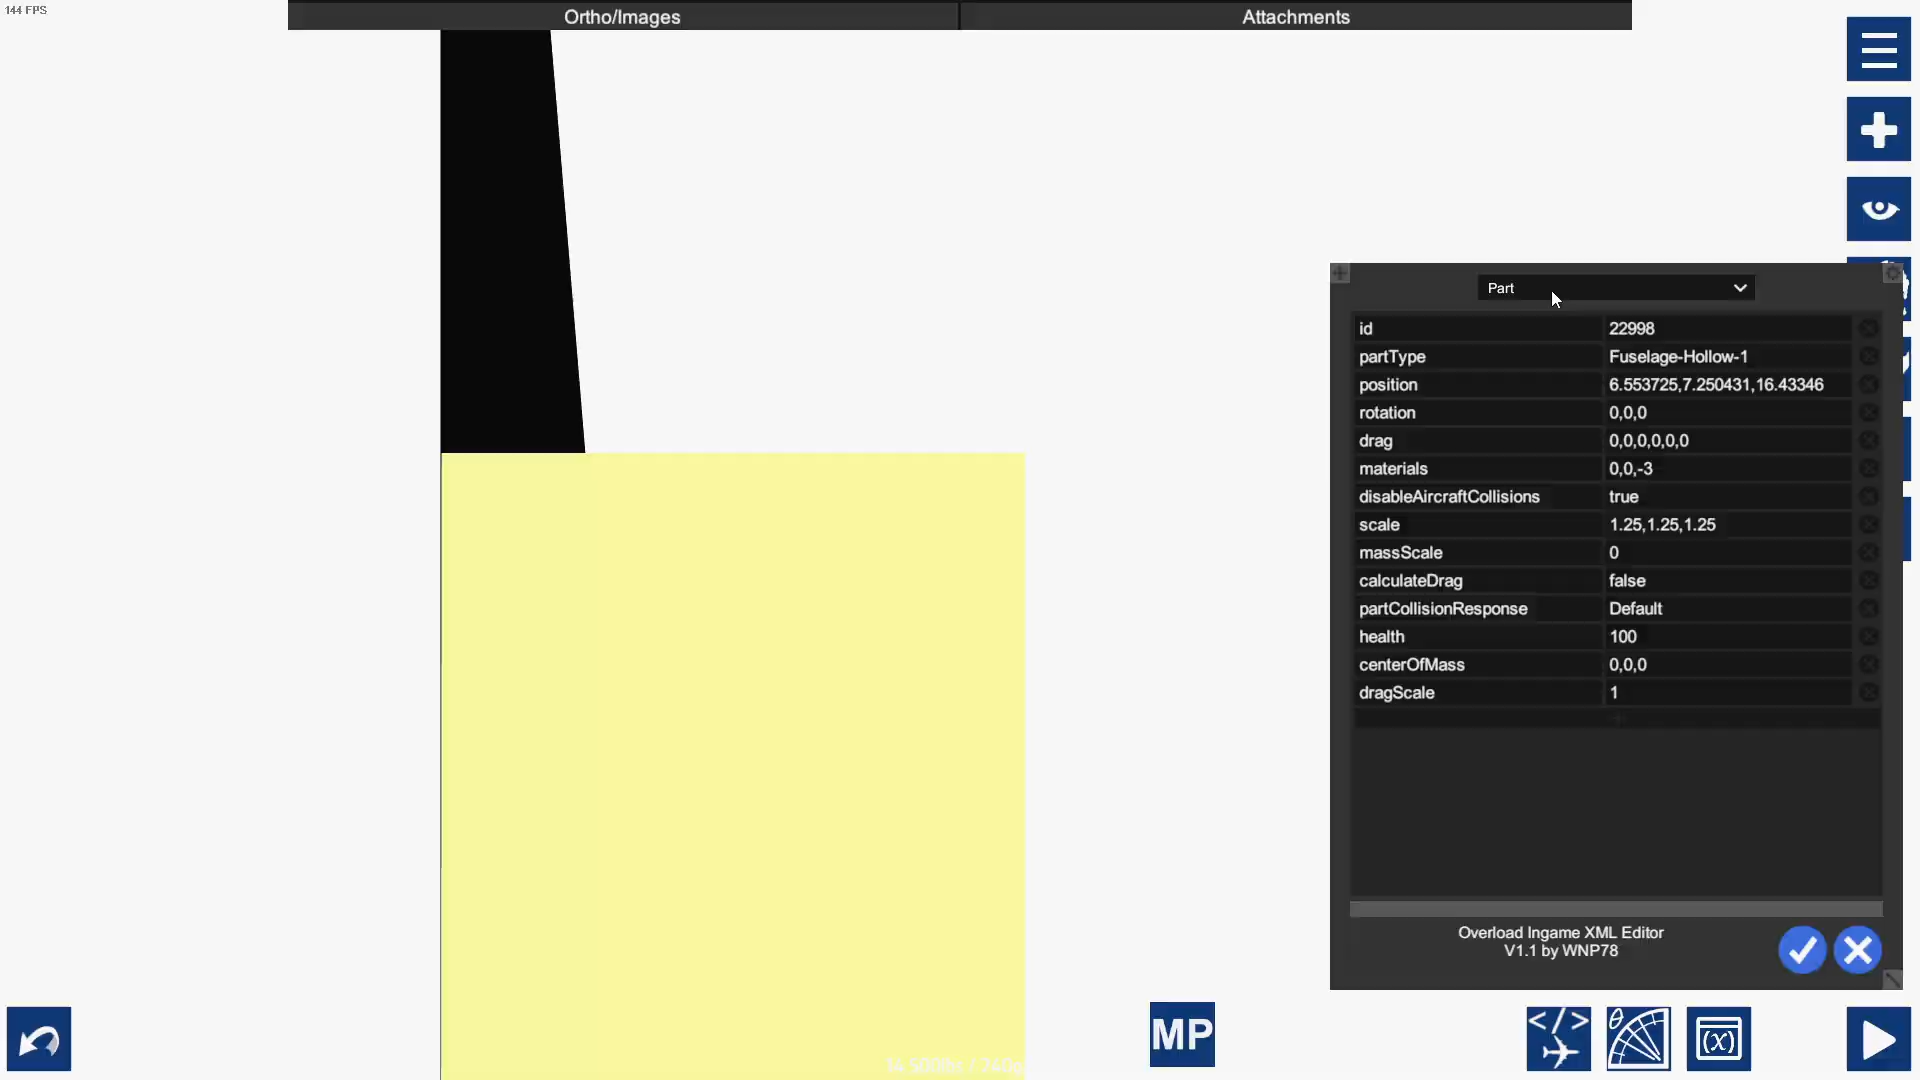 144 FPS
Ortho/Images
Attachments
Part
id 22998
partType Fuselage-Hollow-1
position 6.553725,7.250431,16.43346
rotation 0,0,0
drag 0,0,0,0,0,0
materials 0,0,-3
disableAircraftCollisions true
scale 1.25,1.25,1.25
massScale 0
calculateDrag false
partCollisionResponse Default
health 100
centerOfMass 0,0,0
dragScale 1
Overload Ingame XML Editor
V1.1 by WNP78
MP